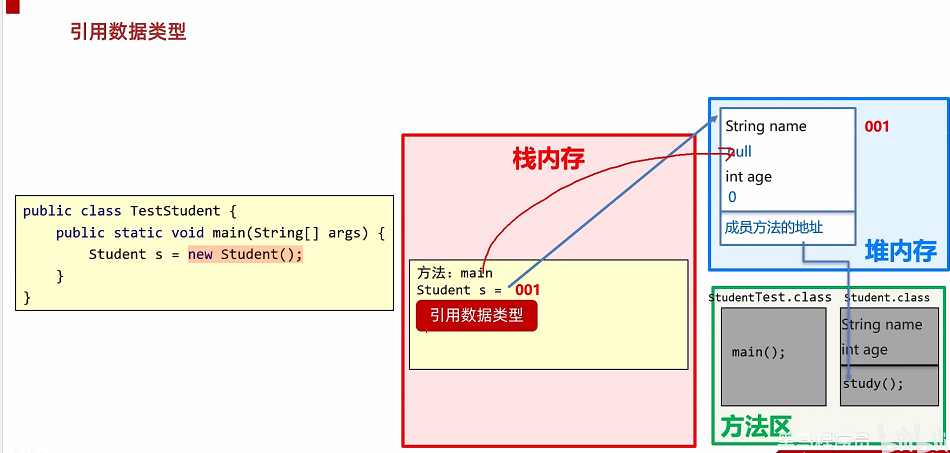 引用数据类型
public class TestStudent {
public static void main(String[] args) {
Student s = new Student();
}
}
栈内存
方法：main
Student s = 001
引用数据类型
String name
null
int age
0
成员方法的地址
001
堆内存
StudentTest.class
main();
Student.class
String name
int age
study();
方法区